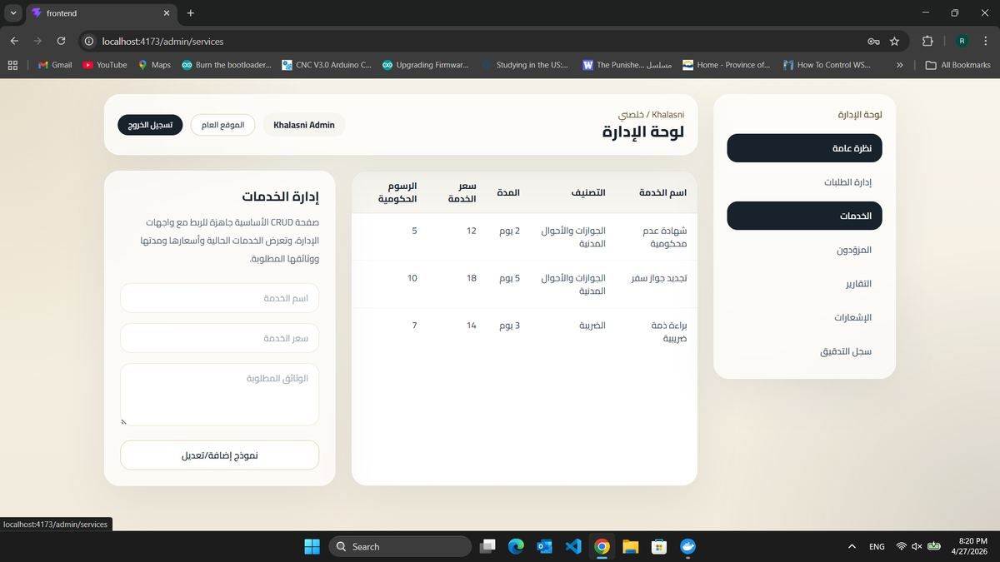 frontend
localhost:4173/admin/services
Gmail
YouTube
Maps
Burn the bootloader...
CNC V3.0 Arduino C...
Upgrading Firmwar...
Studying in the US:...
The Punishe... مسلسل
Home - Province of...
How To Control WS...
All Bookmarks
لوحة الإدارة
نظرة عامة
إدارة الطلبات
الخدمات
المزوّدون
التقارير
الإشعارات
سجل التدقيق
Khalasni / خلصني
لوحة الإدارة
Khalasni Admin
الموقع العام
تسجيل الخروج
اسم الخدمة التصنيف المدة سعر الخدمة الرسوم الحكومية
شهادة عدم محكومية الجوازات والأحوال المدنية 2 يوم 12 5
تجديد جواز سفر الجوازات والأحوال المدنية 5 يوم 18 10
براءة ذمة ضريبية الضريبة 3 يوم 14 7
إدارة الخدمات
صفحة CRUD الأساسية جاهزة للربط مع واجهات
الإدارة، وتعرض الخدمات الحالية وأسعارها ومدتها
ووثائقها المطلوبة.
اسم الخدمة
سعر الخدمة
الوثائق المطلوبة
نموذج إضافة/تعديل
localhost:4173/admin/services
Search
ENG
8:20 PM
4/27/2026
R